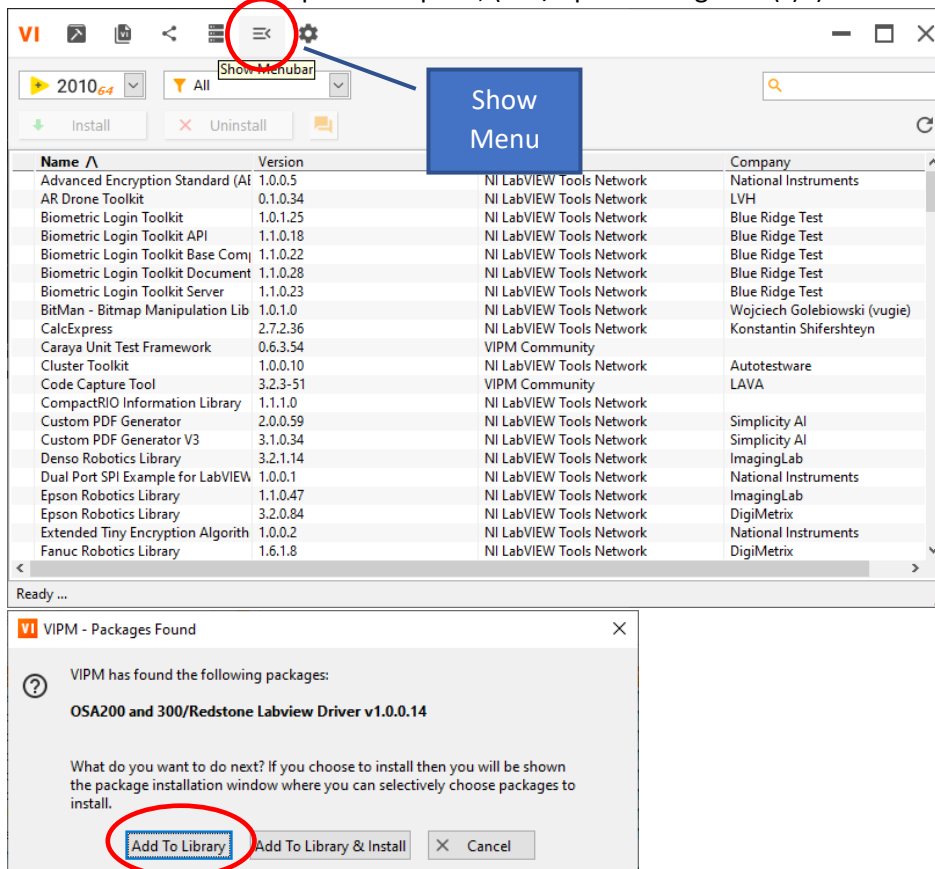 VI
Show Menubar
2010 64 All
Show
Menu
Install Uninstall
Name Version Company
Advanced Encryption Standard (AE 1.0.0.5 NI LabVIEW Tools Network National Instruments
AR Drone Toolkit 0.1.0.34 NI LabVIEW Tools Network LVH
Biometric Login Toolkit 1.0.1.25 NI LabVIEW Tools Network Blue Ridge Test
Biometric Login Toolkit API 1.1.0.18 NI LabVIEW Tools Network Blue Ridge Test
Biometric Login Toolkit Base Comp 1.1.0.22 NI LabVIEW Tools Network Blue Ridge Test
Biometric Login Toolkit Document 1.1.0.28 NI LabVIEW Tools Network Blue Ridge Test
Biometric Login Toolkit Server 1.1.0.23 NI LabVIEW Tools Network Blue Ridge Test
BitMan - Bitmap Manipulation Lib 1.0.1.0 NI LabVIEW Tools Network Wojciech Golebiowski (vugie)
CalcExpress 2.7.2.36 NI LabVIEW Tools Network Konstantin Shifershteyn
Caraya Unit Test Framework 0.6.3.54 VIPM Community
Cluster Toolkit 1.0.0.10 NI LabVIEW Tools Network Autotestware
Code Capture Tool 3.2.3-51 VIPM Community LAVA
CompactRIO Information Library 1.1.1.0 NI LabVIEW Tools Network
Custom PDF Generator 2.0.0.59 NI LabVIEW Tools Network Simplicity AI
Custom PDF Generator V3 3.1.0.34 NI LabVIEW Tools Network Simplicity AI
Denso Robotics Library 3.2.1.14 NI LabVIEW Tools Network ImagingLab
Dual Port SPI Example for LabVIEW 1.0.0.1 NI LabVIEW Tools Network National Instruments
Epson Robotics Library 1.1.0.47 NI LabVIEW Tools Network ImagingLab
Epson Robotics Library 3.2.0.84 NI LabVIEW Tools Network DigiMetrix
Extended Tiny Encryption Algorith 1.0.0.2 NI LabVIEW Tools Network National Instruments
Fanuc Robotics Library 1.6.1.8 NI LabVIEW Tools Network DigiMetrix
Ready ...
VI VIPM - Packages Found
VIPM has found the following packages:
OSA200 and 300/Redstone Labview Driver v1.0.0.14
What do you want to do next? If you choose to install then you will be shown
the package installation window where you can selectively choose packages to
install.
Add To Library Add To Library & Install Cancel